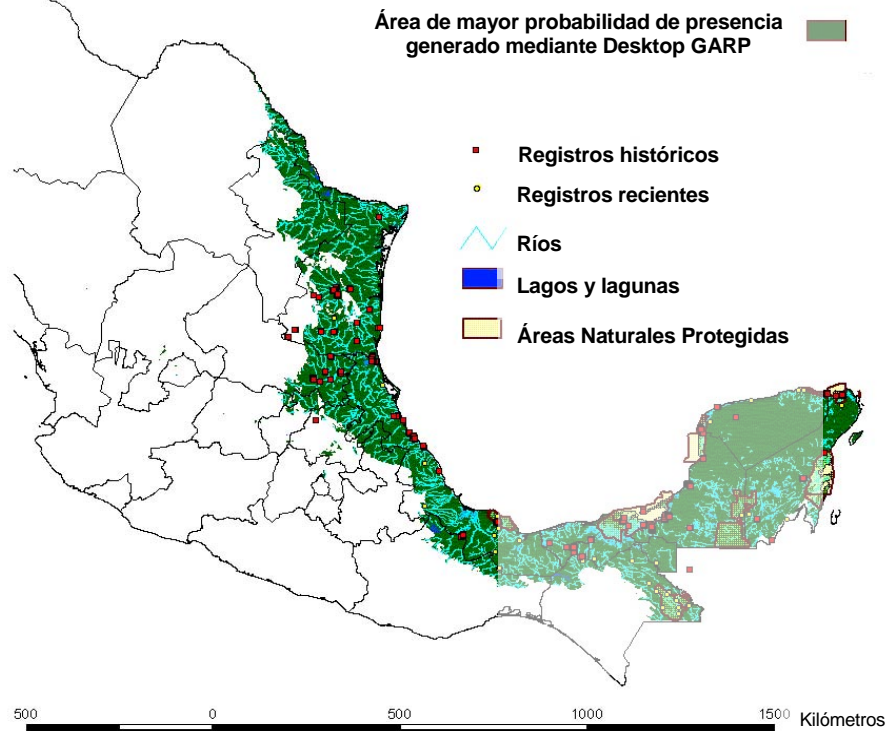 Área de mayor probabilidad de presencia
generado mediante Desktop GARP
Registros históricos
Registros recientes
Ríos
Lagos y lagunas
Áreas Naturales Protegidas
500 0 500 1000 1500 Kilómetros